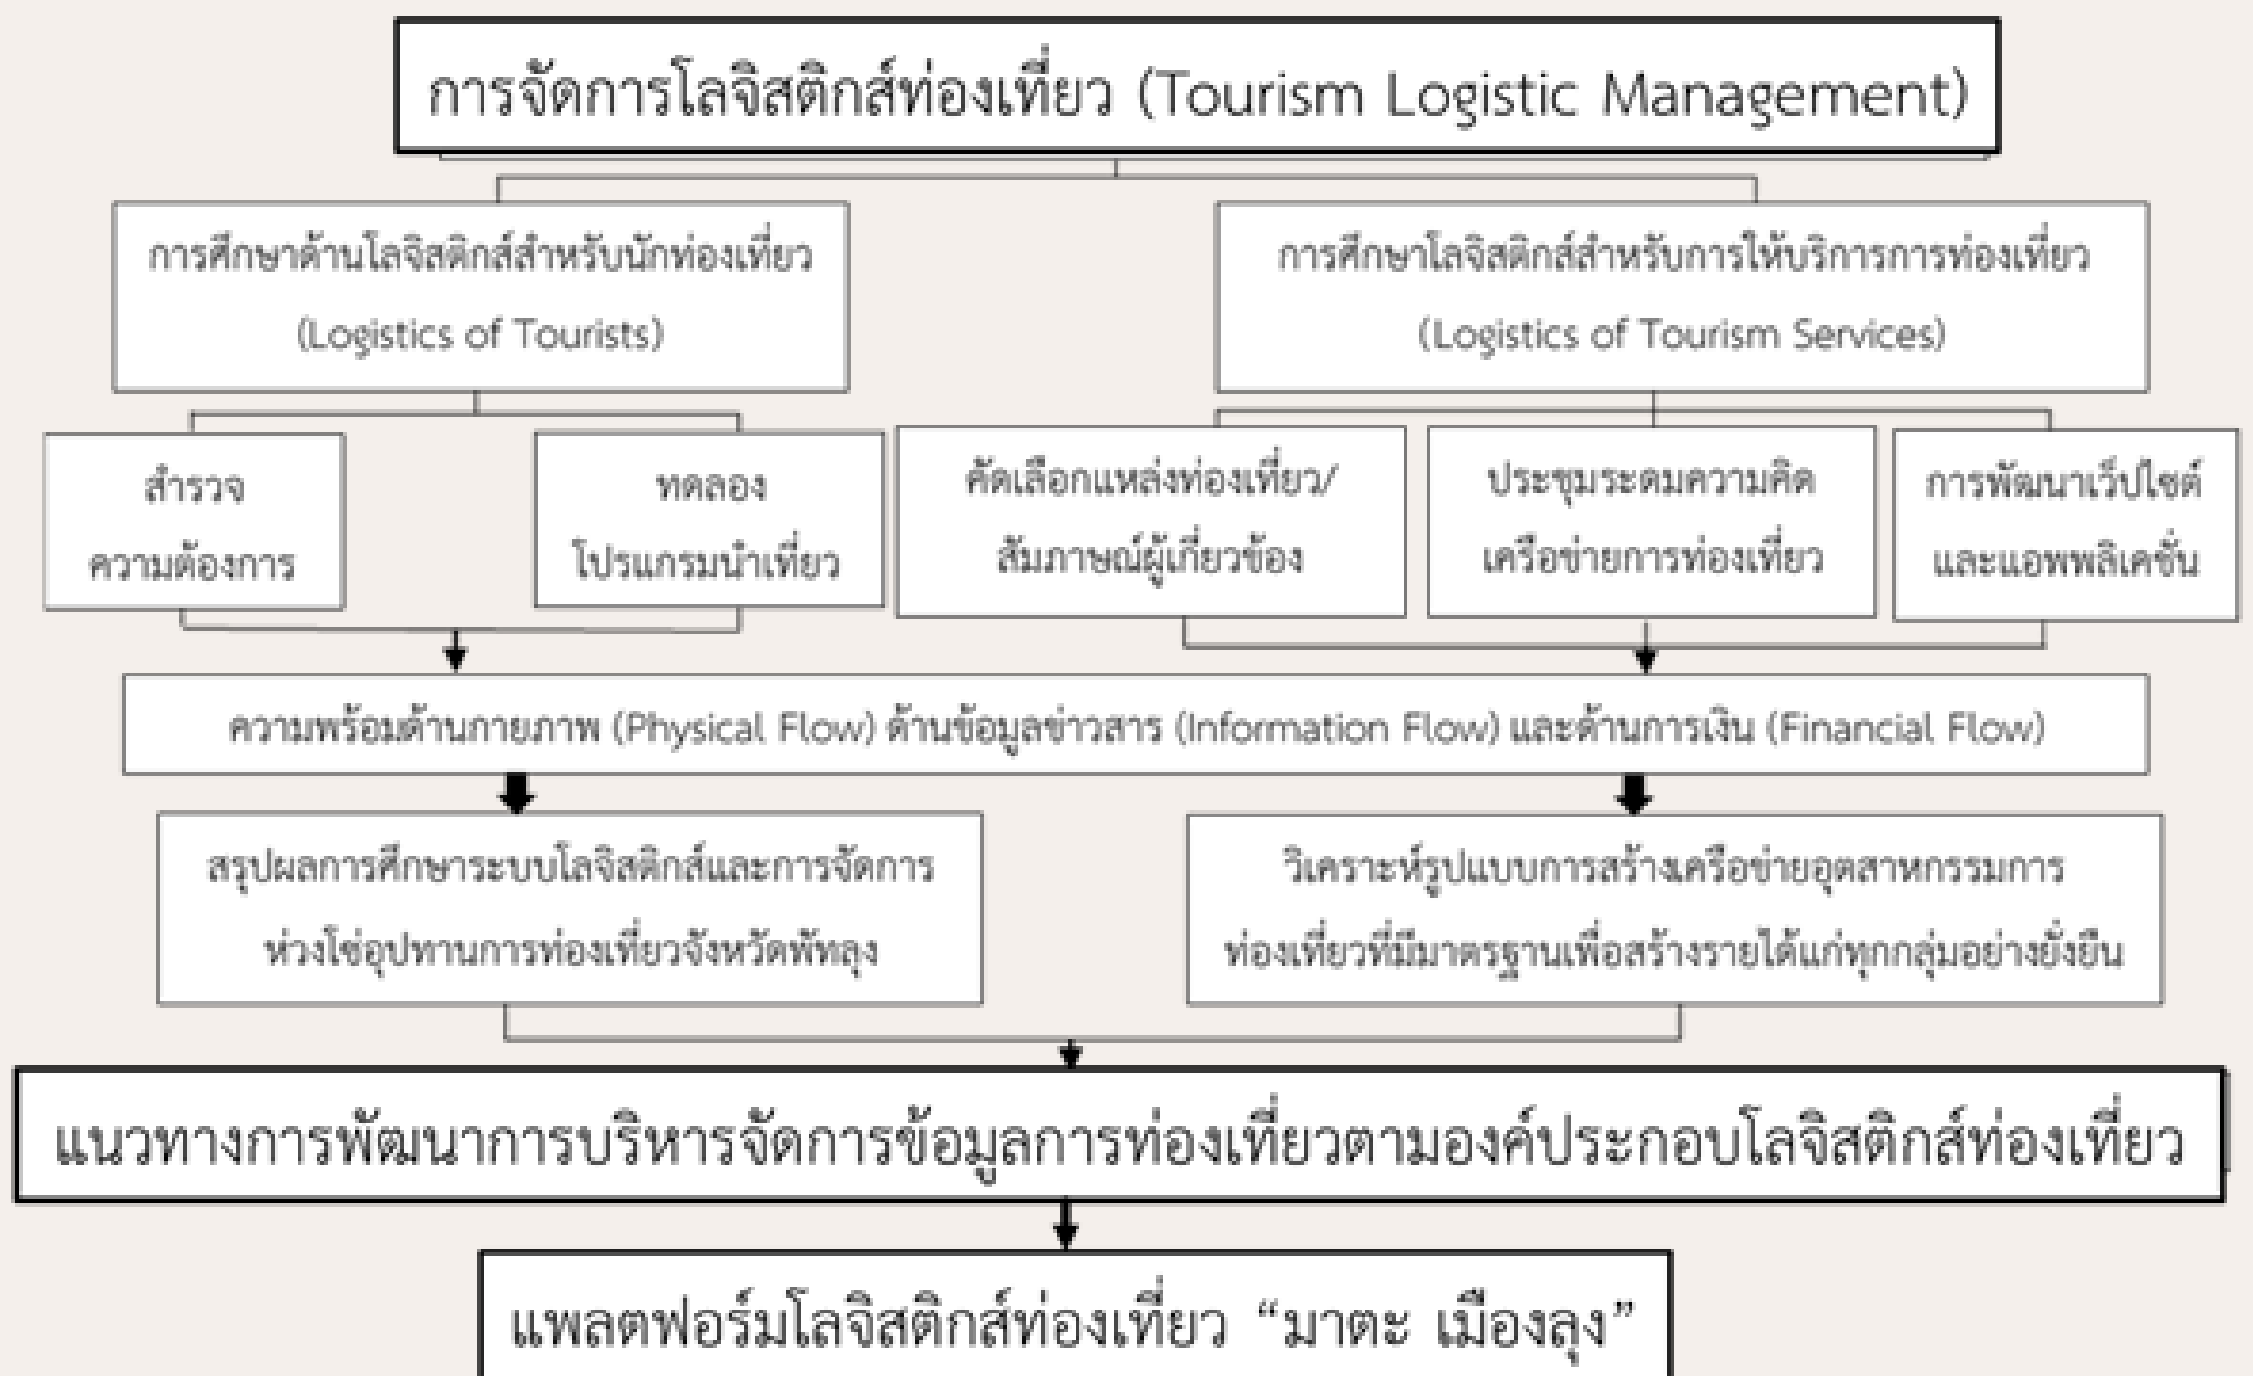 การจัดการโลจิสติกส์ท่องเที่ยว (Tourism Logistic Management)
การศึกษาด้านโลจิสติกส์สำหรับนักท่องเที่ยว
(Logistics of Tourists)
การศึกษาโลจิสติกส์สำหรับการให้บริการการท่องเที่ยว
(Logistics of Tourism Services)
สำรวจ
ความต้องการ
ทดลอง
โปรแกรมนำเที่ยว
คัดเลือกแหล่งท่องเที่ยว/
สัมภาษณ์ผู้เกี่ยวข้อง
ประชุมระดมความคิด
เครือข่ายการท่องเที่ยว
การพัฒนาเว็ปไซต์
และแอพพลิเคชั่น
ความพร้อมด้านกายภาพ (Physical Flow) ด้านข้อมูลข่าวสาร (Information Flow) และด้านการเงิน (Financial Flow)
สรุปผลการศึกษาระบบโลจิสติกส์และการจัดการ
ห่วงโซ่อุปทานการท่องเที่ยวจังหวัดพัทลุง
วิเคราะห์รูปแบบการสร้างเครือข่ายอุตสาหกรรมการ
ท่องเที่ยวที่มีมาตรฐานเพื่อสร้างรายได้แก่ทุกกลุ่มอย่างยั่งยืน
แนวทางการพัฒนาการบริหารจัดการข้อมูลการท่องเที่ยวตามองค์ประกอบโลจิสติกส์ท่องเที่ยว
แพลตฟอร์มโลจิสติกส์ท่องเที่ยว “มาตะ เมืองลุง”